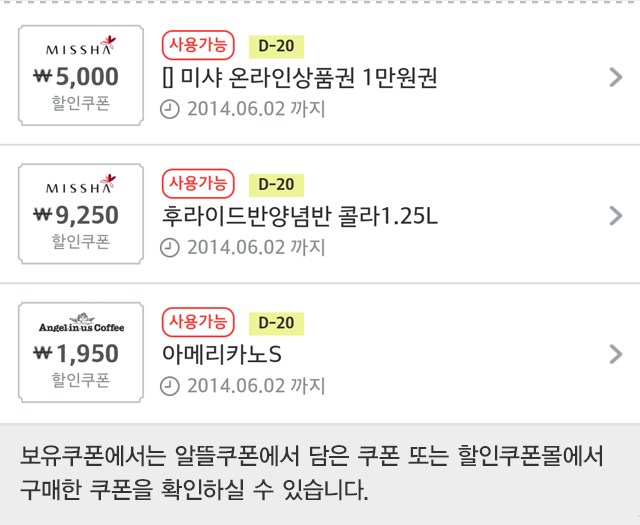 MISSHA
₩5,000
할인쿠폰
사용가능 D-20
[] 미샤 온라인상품권 1만원권
2014.06.02 까지
MISSHA
₩9,250
할인쿠폰
사용가능 D-20
후라이드반양념반 콜라1.25L
2014.06.02 까지
Angel-in-us Coffee
₩1,950
할인쿠폰
사용가능 D-20
아메리카노S
2014.06.02 까지
보유쿠폰에서는 알뜰쿠폰에서 담은 쿠폰 또는 할인쿠폰몰에서
구매한 쿠폰을 확인하실 수 있습니다.